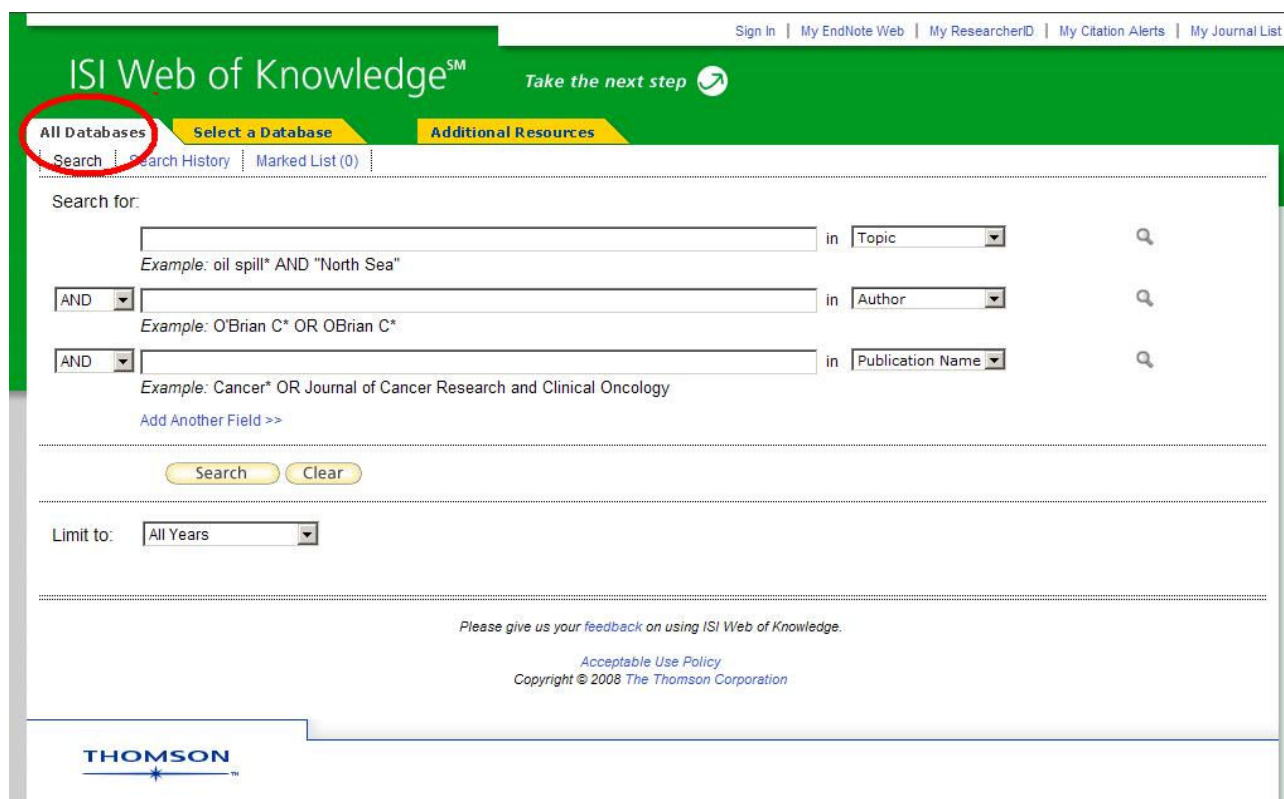 Sign In | My EndNote Web | My ResearcherID | My Citation Alerts | My Journal List
ISI Web of Knowledge℠ Take the next step
All Databases Select a Database Additional Resources
Search | Search History | Marked List (0)
Search for:
in Topic
Example: oil spill* AND "North Sea"
AND in Author
Example: O'Brian C* OR OBrian C*
AND in Publication Name
Example: Cancer* OR Journal of Cancer Research and Clinical Oncology
Add Another Field >>
Search Clear
Limit to: All Years
Please give us your feedback on using ISI Web of Knowledge.
Acceptable Use Policy
Copyright © 2008 The Thomson Corporation
THOMSON ™